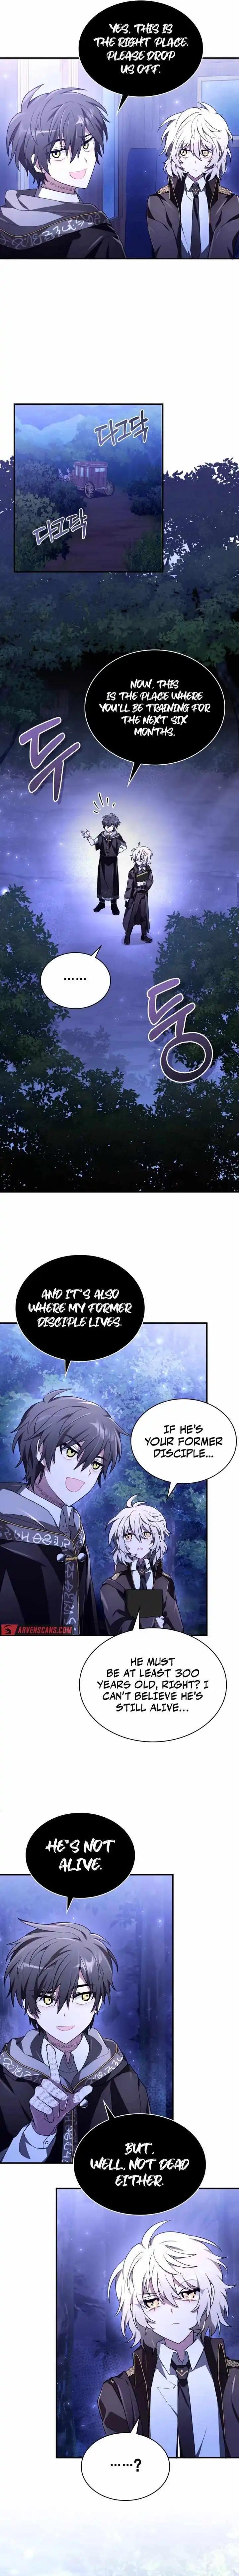 YES, THIS IS
THE RIGHT PLACE.
PLEASE DROP
US OFF.
다그닥
다그닥
NOW, THIS
IS THE PLACE WHERE
YOU'LL BE TRAINING FOR
THE NEXT SIX
MONTHS.
두
......
둥
AND IT'S ALSO
WHERE MY FORMER
DISCIPLE LIVES.
IF HE'S
YOUR FORMER
DISCIPLE...
ARVENSCANS.COM
HE MUST
BE AT LEAST 300
YEARS OLD, RIGHT? I
CAN'T BELIEVE HE'S
STILL ALIVE...
HE'S NOT
ALIVE.
BUT,
WELL, NOT DEAD
EITHER.
......?